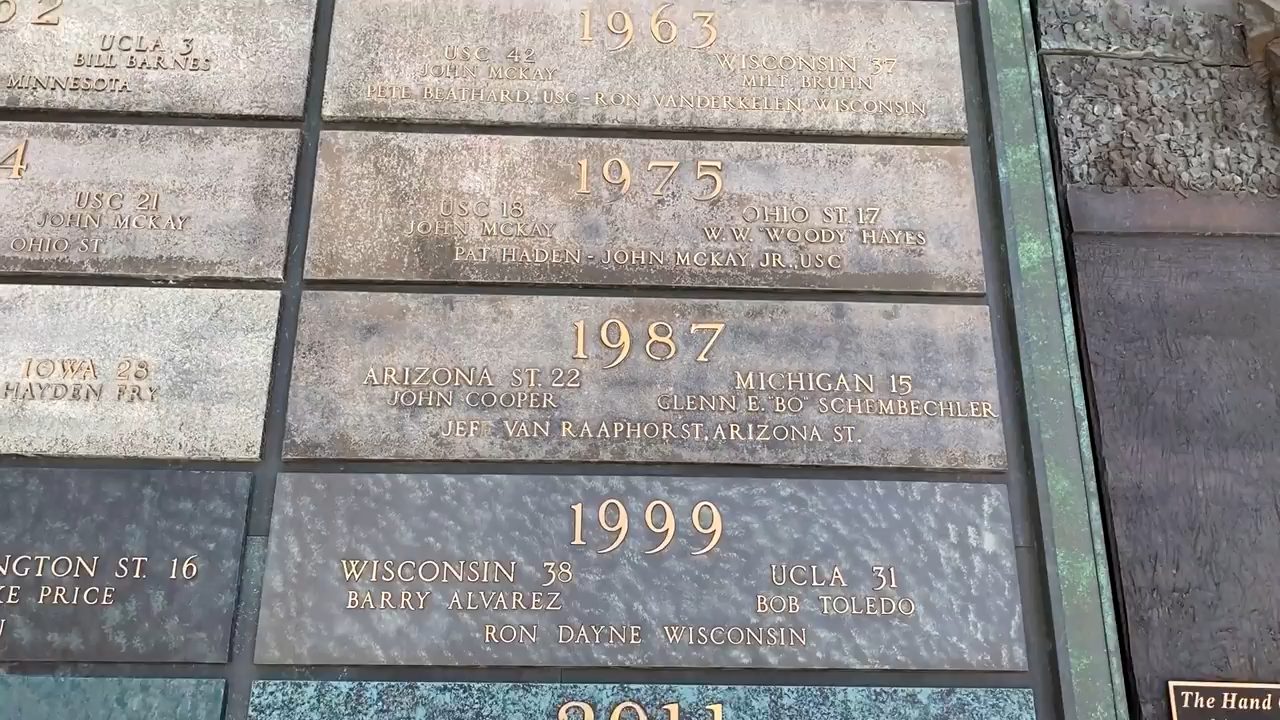 62
UCLA 3
BILL BARNES
MINNESOTA
4
USC 21
JOHN MCKAY
OHIO ST.
IOWA 28
HAYDEN FRY
NGTON ST. 16
KE PRICE
1963
USC 42 WISCONSIN 37
JOHN MCKAY MILT BRUHN
PETE BEATHARD, USC - RON VANDERKELEN, WISCONSIN
1975
USC 18 OHIO ST. 17
JOHN MCKAY W.W. "WOODY" HAYES
PAT HADEN - JOHN MCKAY, JR., USC
1987
ARIZONA ST. 22 MICHIGAN 15
JOHN COOPER GLENN E. "BO" SCHEMBECHLER
JEFF VAN RAAPHORST, ARIZONA ST.
1999
WISCONSIN 38 UCLA 31
BARRY ALVAREZ BOB TOLEDO
RON DAYNE WISCONSIN
2011
The Hand